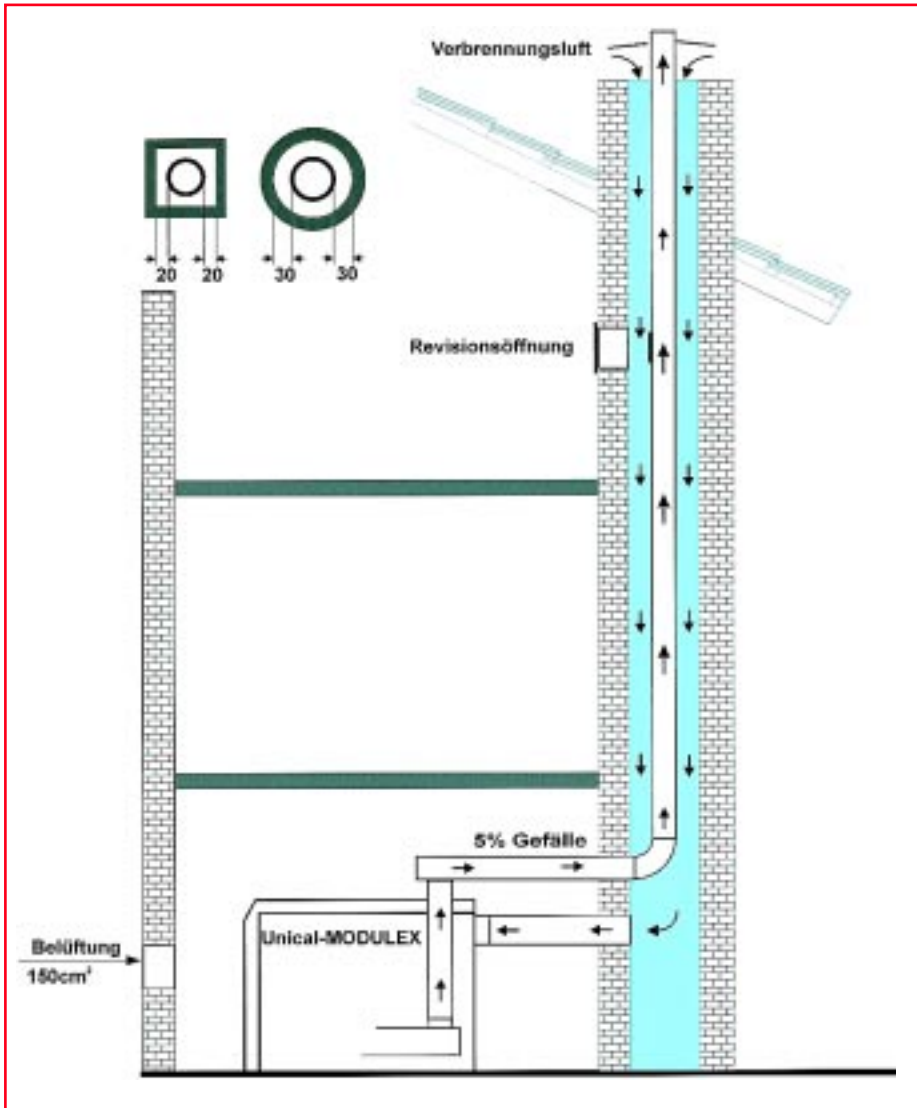 Verbrennungsluft
20 20 30 30
Revisionsöffnung
5% Gefälle
Unical-MODULEX
Belüftung
150cm²